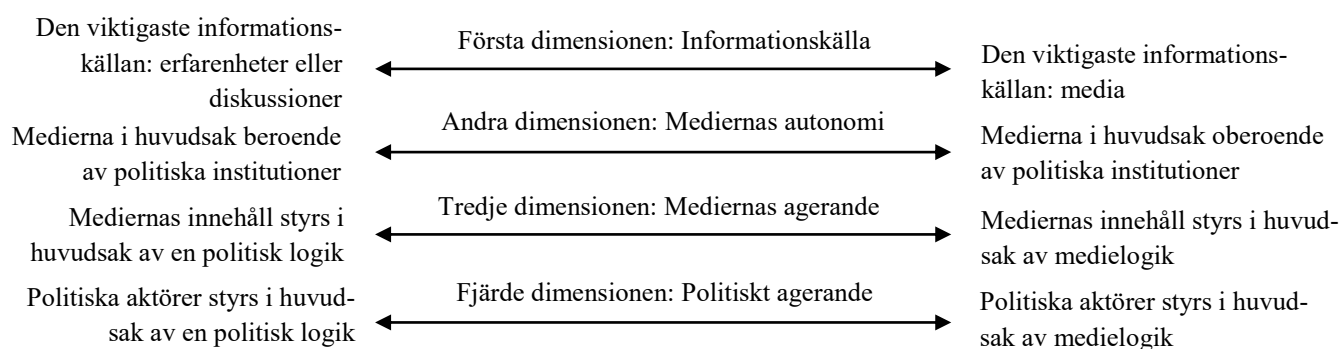 Den viktigaste informations-
källan: erfarenheter eller
diskussioner
Första dimensionen: Informationskälla
Den viktigaste informations-
källan: media
Medierna i huvudsak beroende
av politiska institutioner
Andra dimensionen: Mediernas autonomi
Medierna i huvudsak oberoende
av politiska institutioner
Mediernas innehåll styrs i
huvudsak av en politisk logik
Tredje dimensionen: Mediernas agerande
Mediernas innehåll styrs i huvud-
sak av medielogik
Politiska aktörer styrs i huvud-
sak av en politisk logik
Fjärde dimensionen: Politiskt agerande
Politiska aktörer styrs i huvud-
sak av medielogik